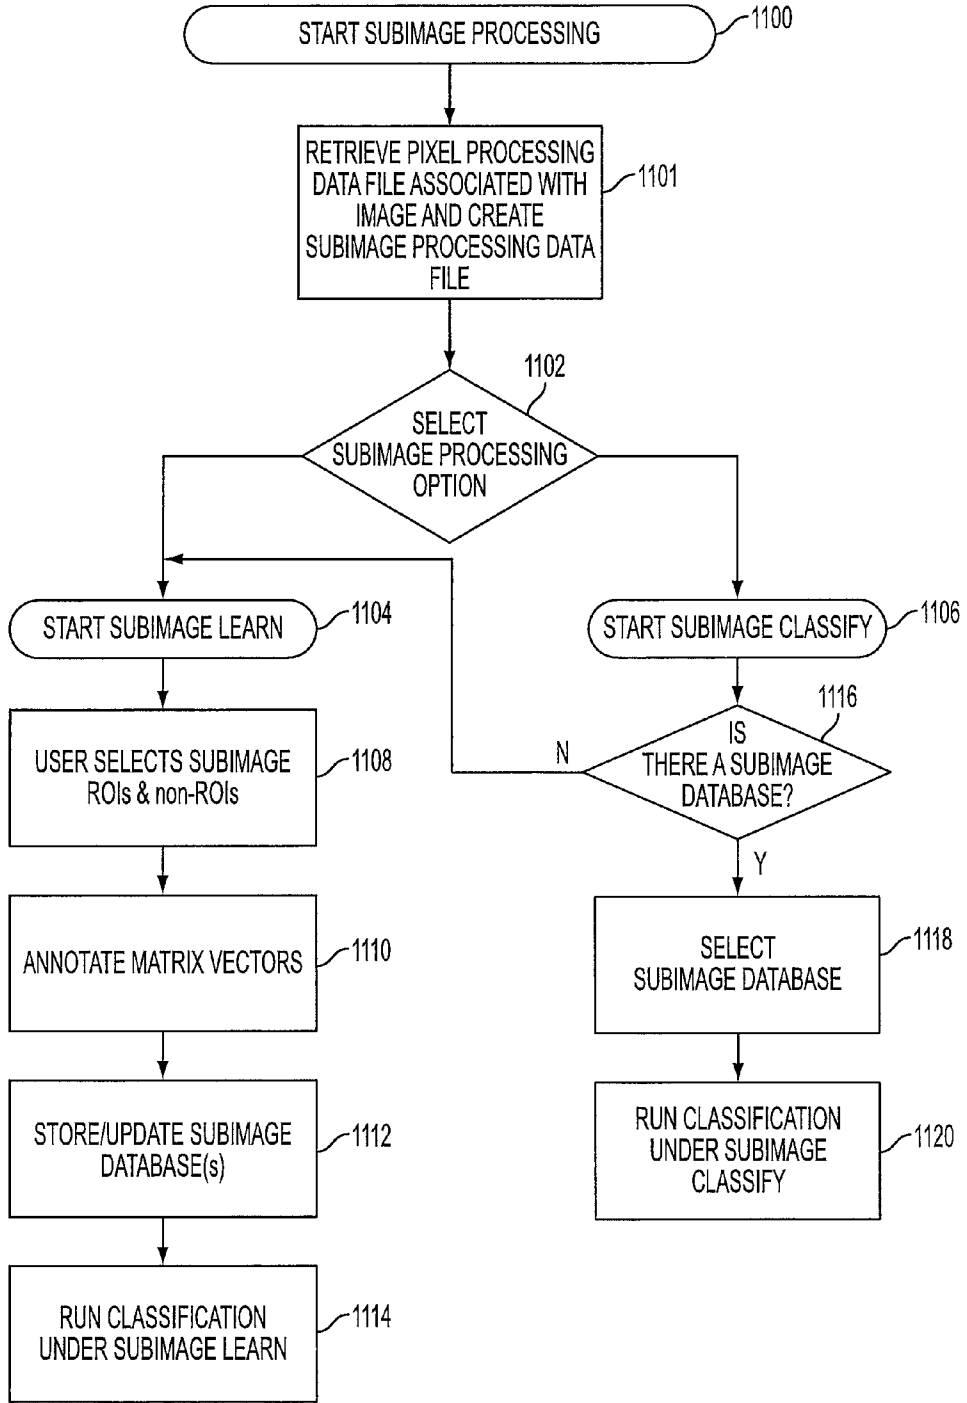 START SUBIMAGE PROCESSING
1100
RETRIEVE PIXEL PROCESSING
DATA FILE ASSOCIATED WITH
IMAGE AND CREATE
SUBIMAGE PROCESSING DATA
FILE
1101
1102
SELECT
SUBIMAGE PROCESSING
OPTION
START SUBIMAGE LEARN
1104
START SUBIMAGE CLASSIFY
1106
USER SELECTS SUBIMAGE
ROIs & non-ROIs
1108
N
IS
THERE A SUBIMAGE
DATABASE?
1116
Y
ANNOTATE MATRIX VECTORS
1110
SELECT
SUBIMAGE DATABASE
1118
STORE/UPDATE SUBIMAGE
DATABASE(s)
1112
RUN CLASSIFICATION
UNDER SUBIMAGE
CLASSIFY
1120
RUN CLASSIFICATION
UNDER SUBIMAGE LEARN
1114